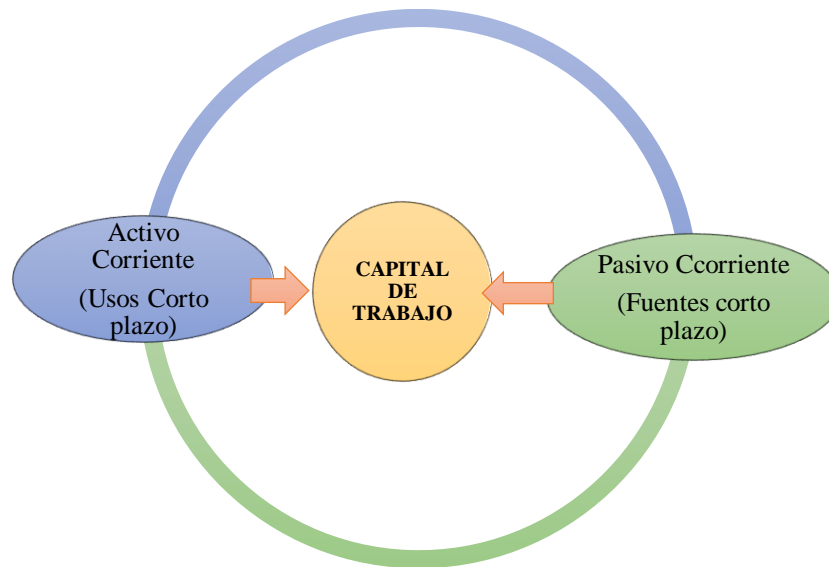 Activo
Corriente
(Usos Corto
plazo)
CAPITAL
DE
TRABAJO
Pasivo Ccorriente
(Fuentes corto
plazo)